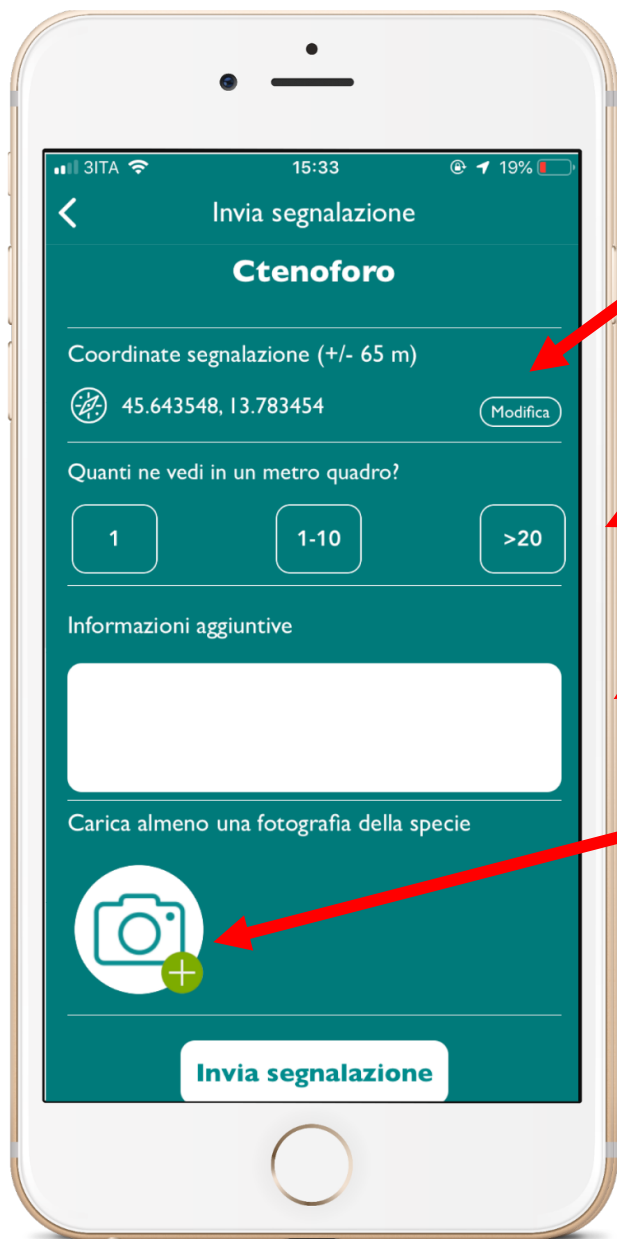 3ITA 15:33 19%
Invia segnalazione
Ctenoforo
Coordinate segnalazione (+/- 65 m)
45.643548, 13.783454 Modifica
Quanti ne vedi in un metro quadro?
1 1-10 >20
Informazioni aggiuntive
Carica almeno una fotografia della specie
Invia segnalazione